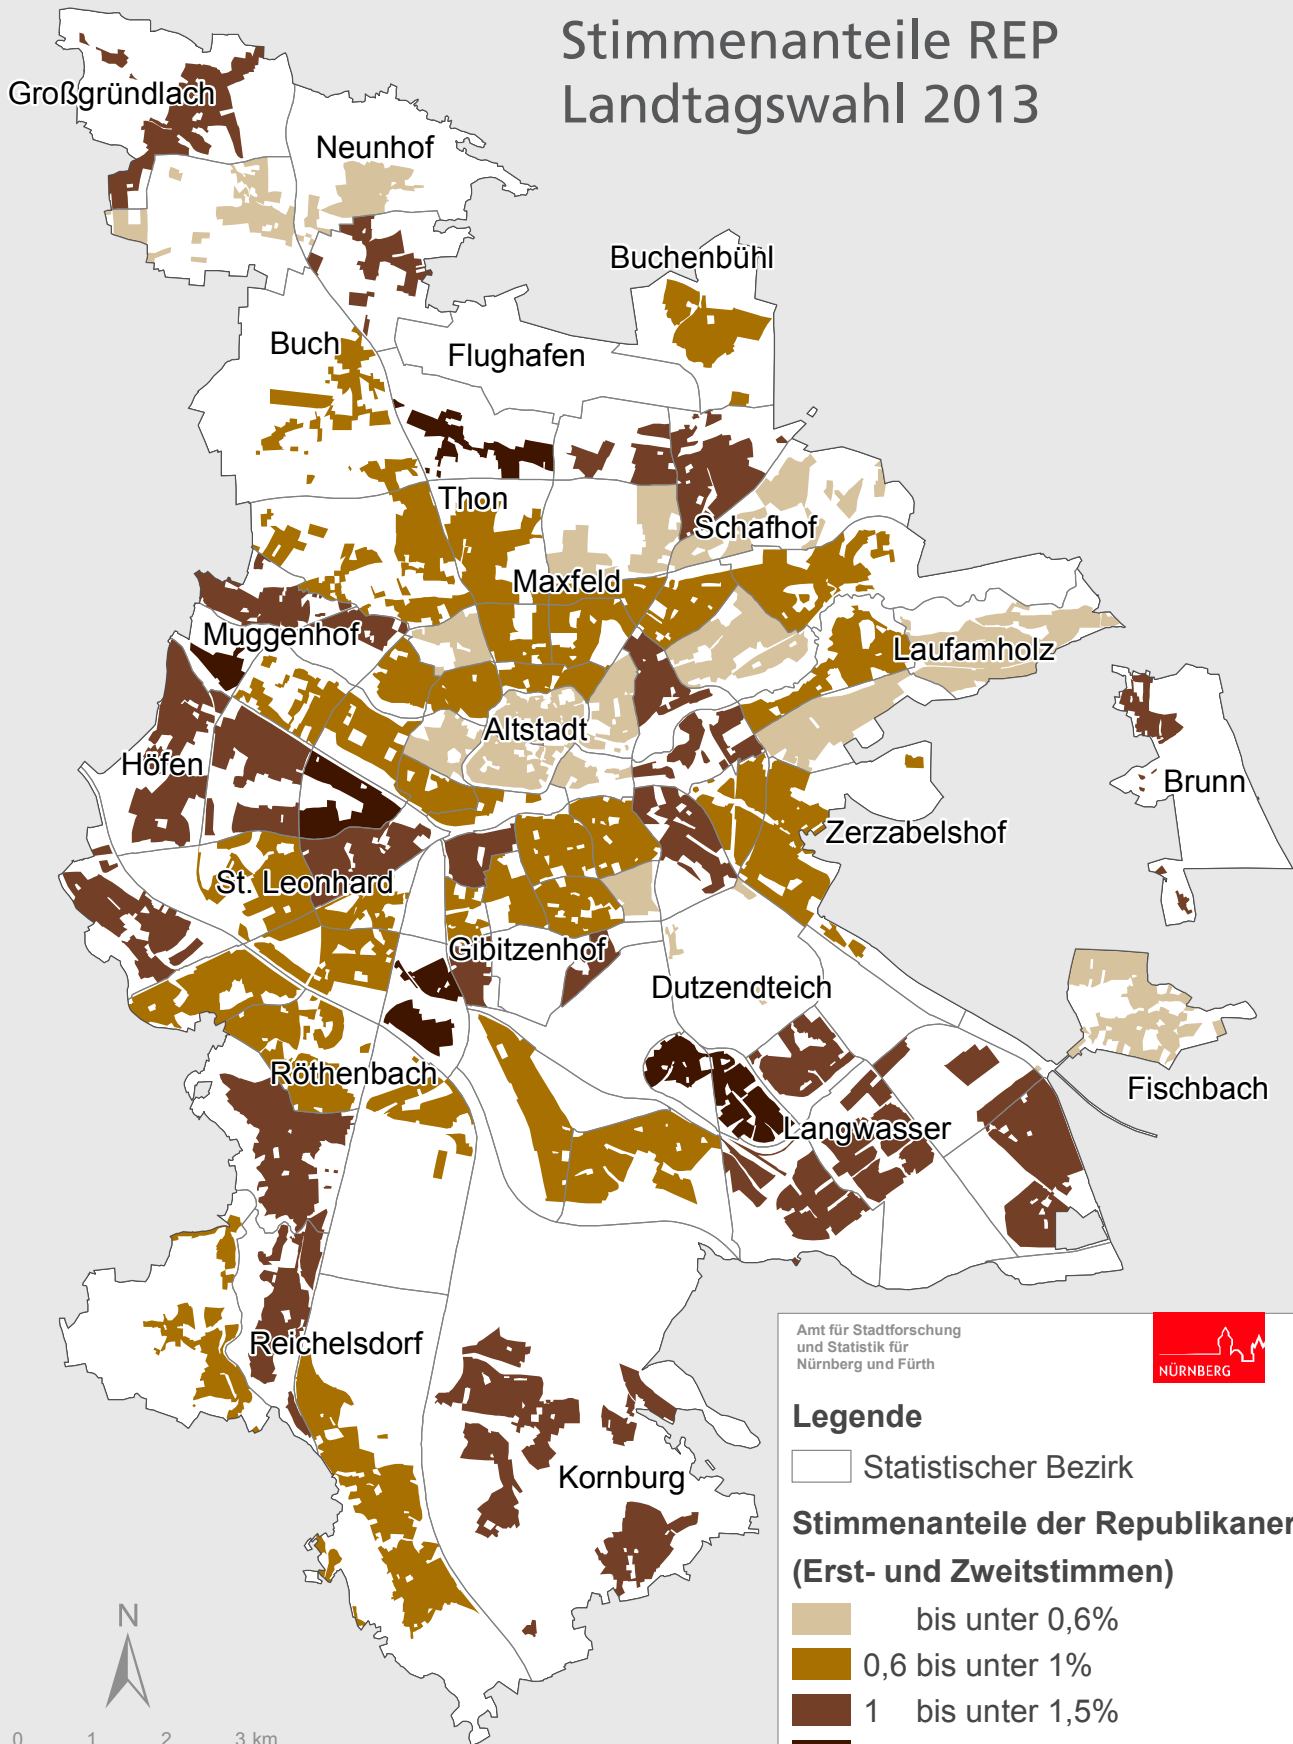 Stimmenanteile REP
Landtagswahl 2013
Großgründlach
Neunhof
Buchenbühl
Buch
Flughafen
Thon
Schafhof
Maxfeld
Muggenhof
Laufamholz
Altstadt
Höfen
Brunn
Zerzabelshof
St. Leonhard
Gibitzenhof
Dutzendteich
Röthenbach
Fischbach
Langwasser
Reichelsdorf
Kornburg
Amt für Stadtforschung
und Statistik für
Nürnberg und Fürth
NÜRNBERG
Legende
Statistischer Bezirk
Stimmenanteile der Republikaner
(Erst- und Zweitstimmen)
bis unter 0,6%
0,6 bis unter 1%
1 bis unter 1,5%
N
0 1 2 3 km